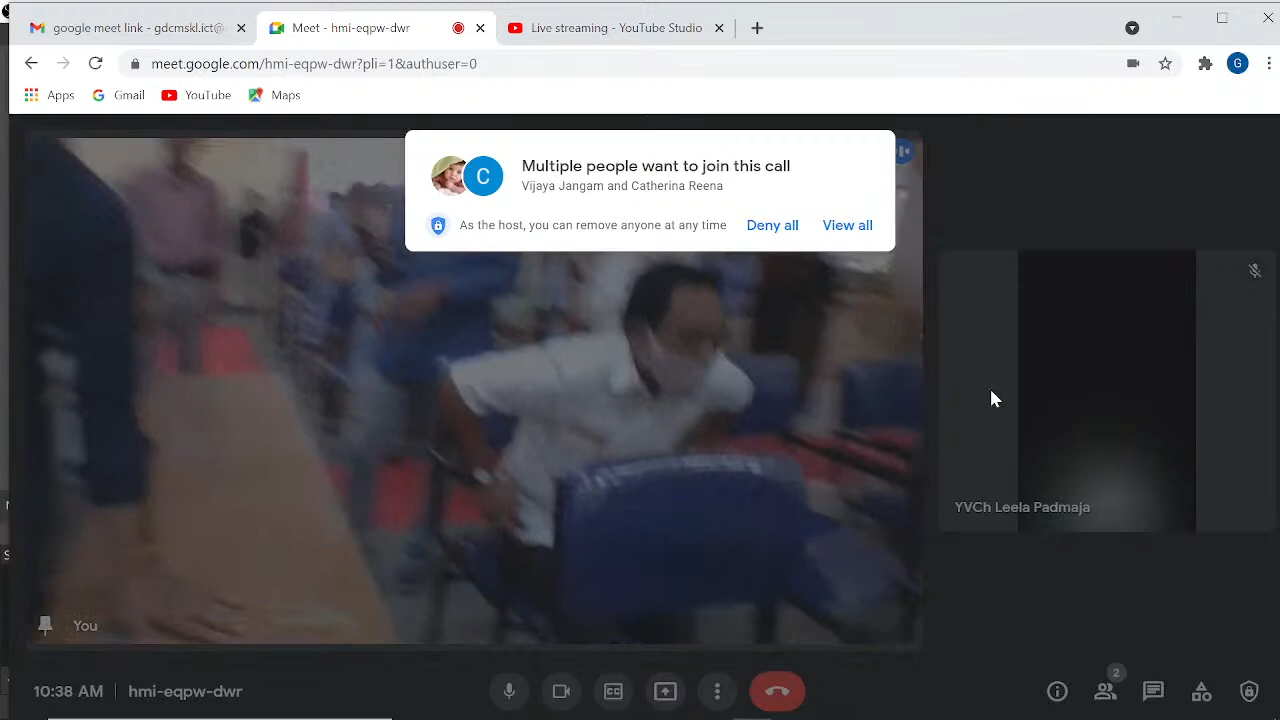 google meet link - gdcmskl.ict@
Meet - hmi-eqpw-dwr
Live streaming - YouTube Studio
meet.google.com/hmi-eqpw-dwr?pli=1&authuser=0
G
Apps
Gmail
YouTube
Maps
Multiple people want to join this call
C
Vijaya Jangam and Catherina Reena
As the host, you can remove anyone at any time
Deny all
View all
YVCh Leela Padmaja
You
10:38 AM | hmi-eqpw-dwr
CC
2